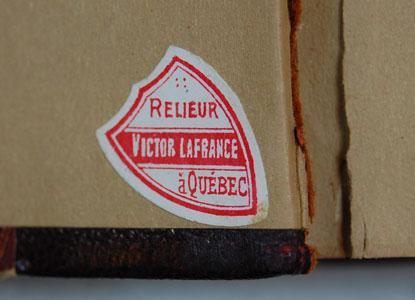 RELIEUR
VICTOR LAFRANCE
à QUÉBEC